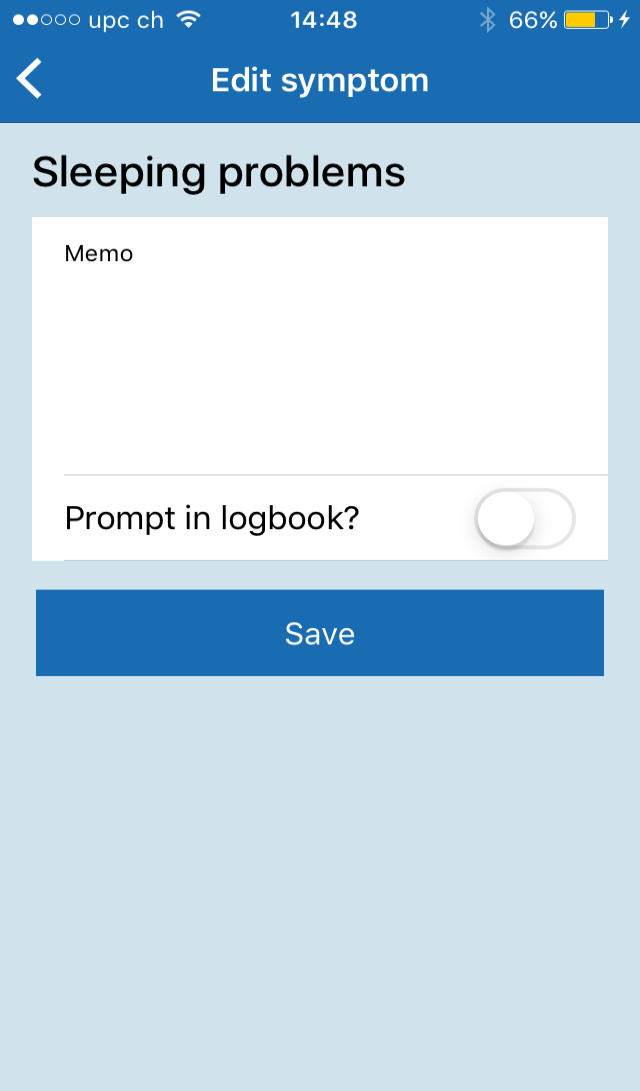 upc ch 14:48 66%
Edit symptom
Sleeping problems
Memo
Prompt in logbook?
Save